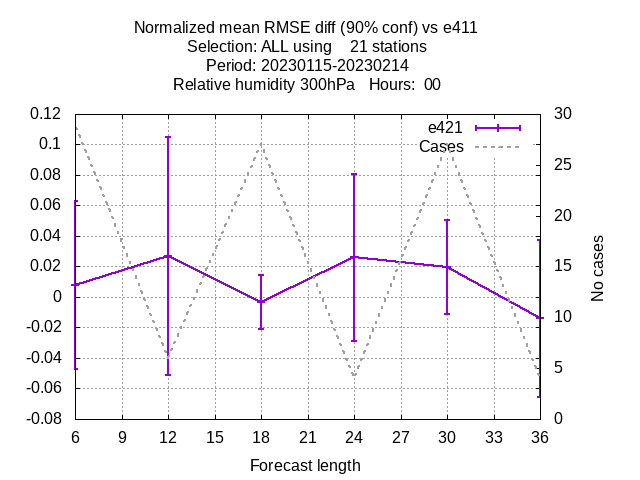 Normalized mean RMSE diff (90% conf) vs e411
Selection: ALL using    21 stations
Period: 20230115-20230214
Relative humidity 300hPa   Hours:  00
e421
Cases
0.12
0.1
0.08
0.06
0.04
0.02
0
-0.02
-0.04
-0.06
-0.08
30
25
20
15
10
5
0
No cases
6 9 12 15 18 21 24 27 30 33 36
Forecast length